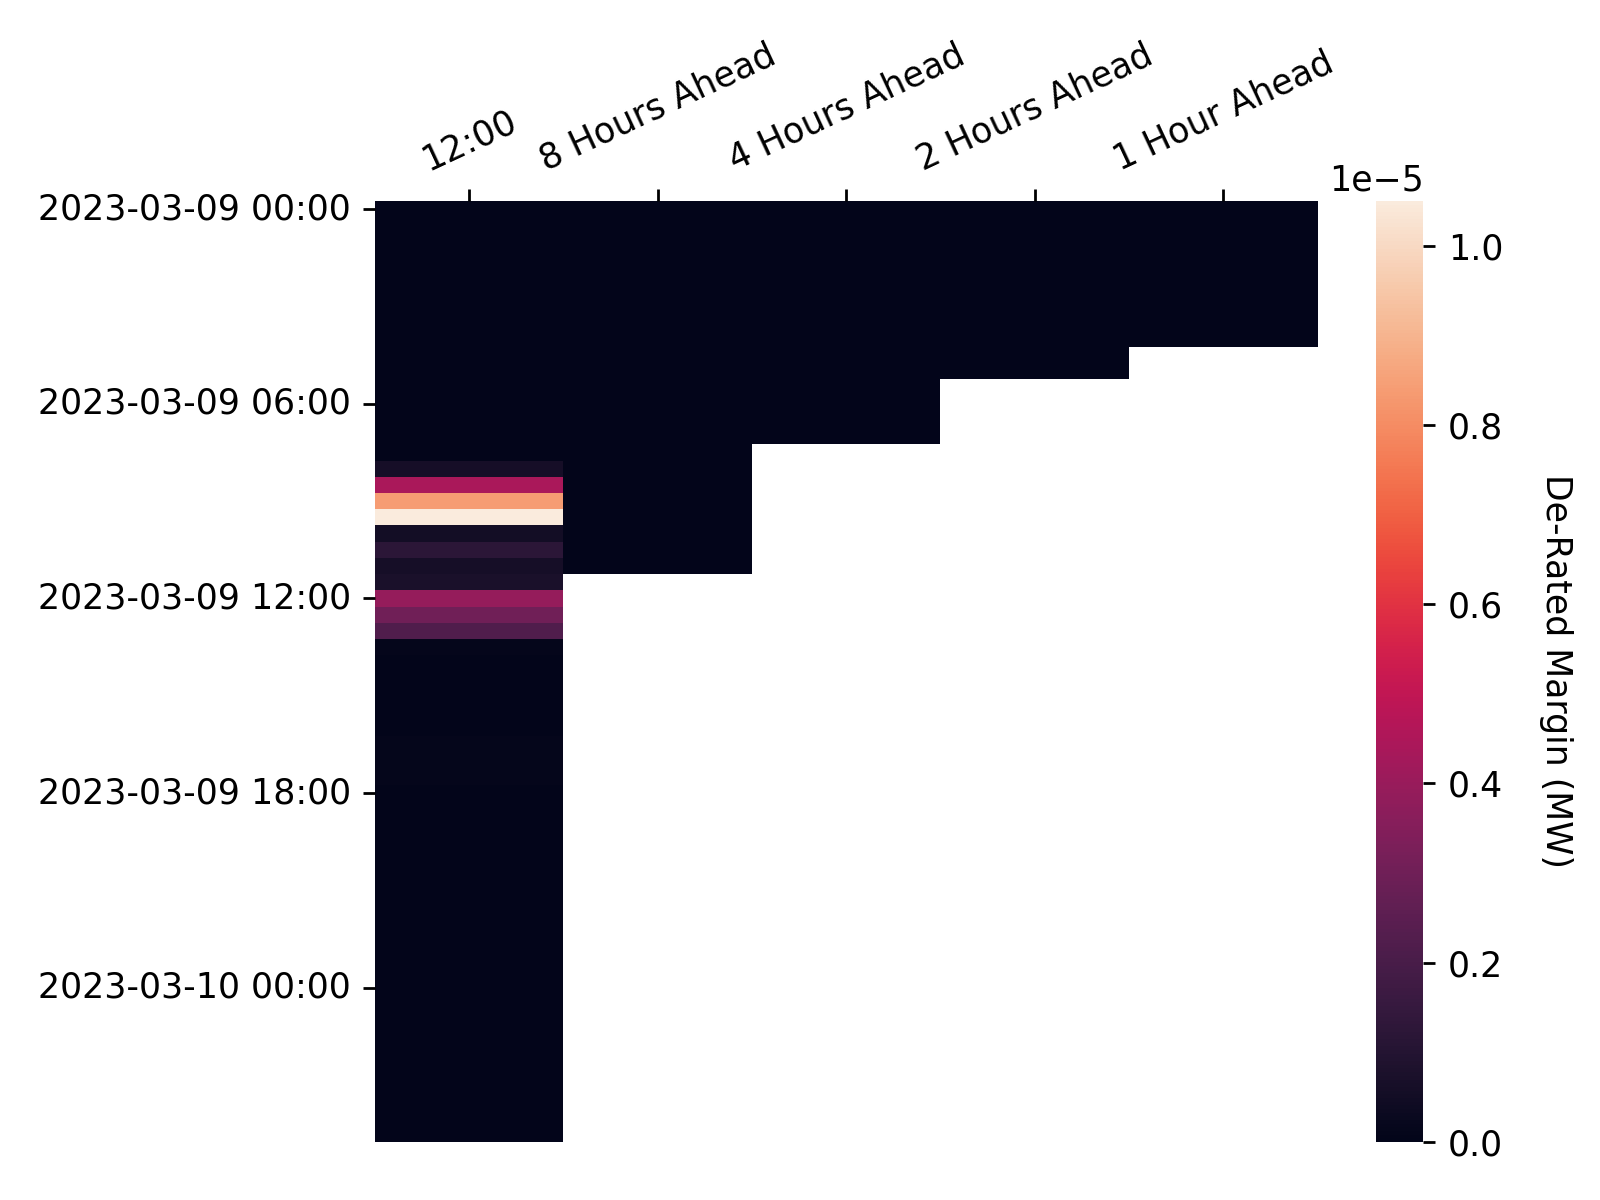 12:00
8 Hours Ahead
4 Hours Ahead
2 Hours Ahead
1 Hour Ahead
1e−5
2023-03-09 00:00
2023-03-09 06:00
2023-03-09 12:00
2023-03-09 18:00
2023-03-10 00:00
1.0
0.8
0.6
0.4
0.2
0.0
De-Rated Margin (MW)